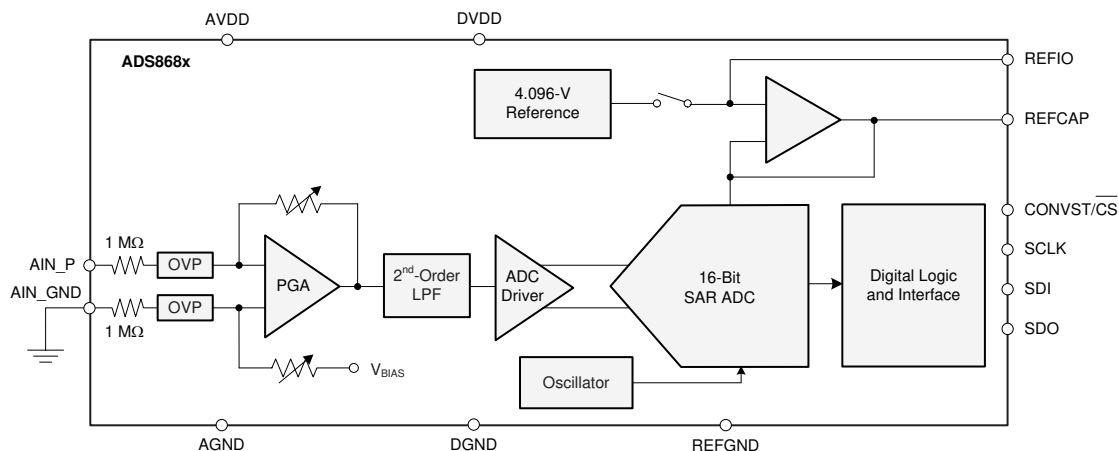 AVDD
DVDD
ADS868x
4.096-V
Reference
REFIO
REFCAP
CONVST/CS
SCLK
SDI
SDO
1 MΩ
AIN_P
OVP
AIN_GND
OVP
1 MΩ
PGA
2nd-Order
LPF
ADC
Driver
16-Bit
SAR ADC
Digital Logic
and Interface
VBIAS
Oscillator
AGND
DGND
REFGND